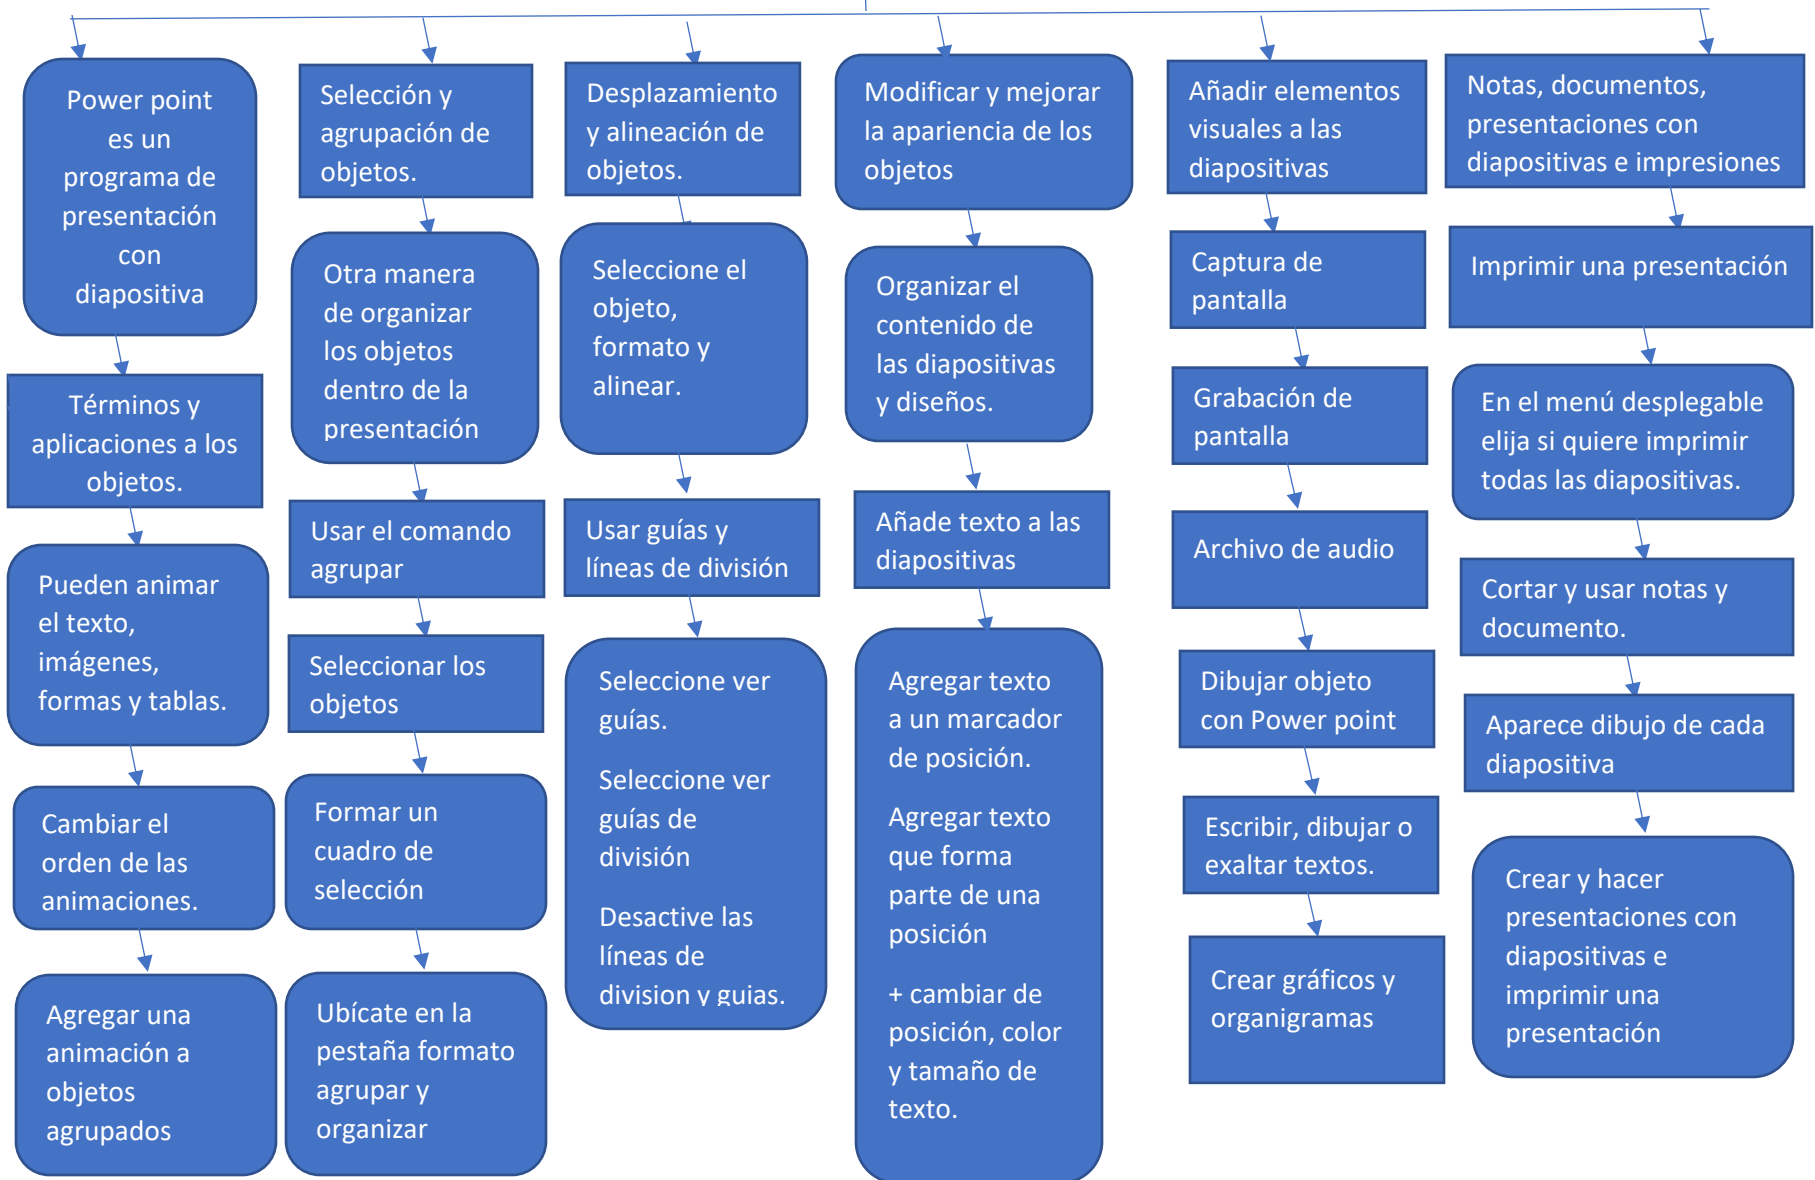 Power point
es un
programa de
presentación
con
diapositiva
Términos y
aplicaciones a los
objetos.
Pueden animar
el texto,
imágenes,
formas y tablas.
Cambiar el
orden de las
animaciones.
Agregar una
animación a
objetos
agrupados
Selección y
agrupación de
objetos.
Otra manera
de organizar
los objetos
dentro de la
presentación
Usar el comando
agrupar
Seleccionar los
objetos
Formar un
cuadro de
selección
Ubícate en la
pestaña formato
agrupar y
organizar
Desplazamiento
y alineación de
objetos.
Seleccione el
objeto,
formato y
alinear.
Usar guías y
líneas de división
Seleccione ver
guías.
Seleccione ver
guías de
división
Desactive las
líneas de
division y guias.
Modificar y mejorar
la apariencia de los
objetos
Organizar el
contenido de
las diapositivas
y diseños.
Añade texto a las
diapositivas
Agregar texto
a un marcador
de posición.
Agregar texto
que forma
parte de una
posición
+ cambiar de
posición, color
y tamaño de
texto.
Añadir elementos
visuales a las
diapositivas
Captura de
pantalla
Grabación de
pantalla
Archivo de audio
Dibujar objeto
con Power point
Escribir, dibujar o
exaltar textos.
Crear gráficos y
organigramas
Notas, documentos,
presentaciones con
diapositivas e impresiones
Imprimir una presentación
En el menú desplegable
elija si quiere imprimir
todas las diapositivas.
Cortar y usar notas y
documento.
Aparece dibujo de cada
diapositiva
Crear y hacer
presentaciones con
diapositivas e
imprimir una
presentación